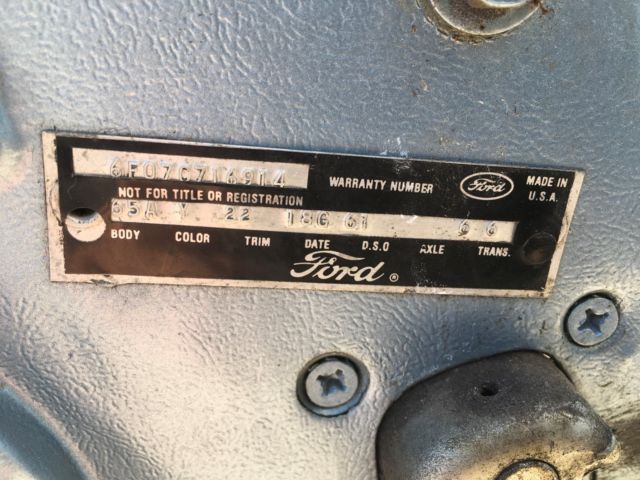 6F07C716914
WARRANTY NUMBER Ford MADE IN U.S.A.
NOT FOR TITLE OR REGISTRATION
65A Y 22 18G 61 6 6
BODY COLOR TRIM DATE D.S.O AXLE TRANS.
Ford ®